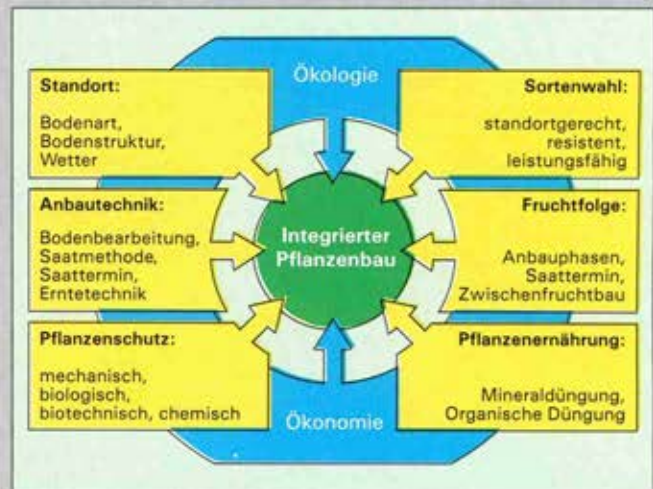 Ökologie
Standort:
Bodenart,
Bodenstruktur,
Wetter
Sortenwahl:
standortgerecht,
resistent,
leistungsfähig
Anbautechnik:
Bodenbearbeitung,
Saatmethode,
Saattermin,
Erntetechnik
Integrierter
Pflanzenbau
Fruchtfolge:
Anbauphasen,
Saattermin,
Zwischenfruchtbau
Pflanzenschutz:
mechanisch,
biologisch,
biotechnisch, chemisch
Pflanzenernährung:
Mineraldüngung,
Organische Düngung
Ökonomie